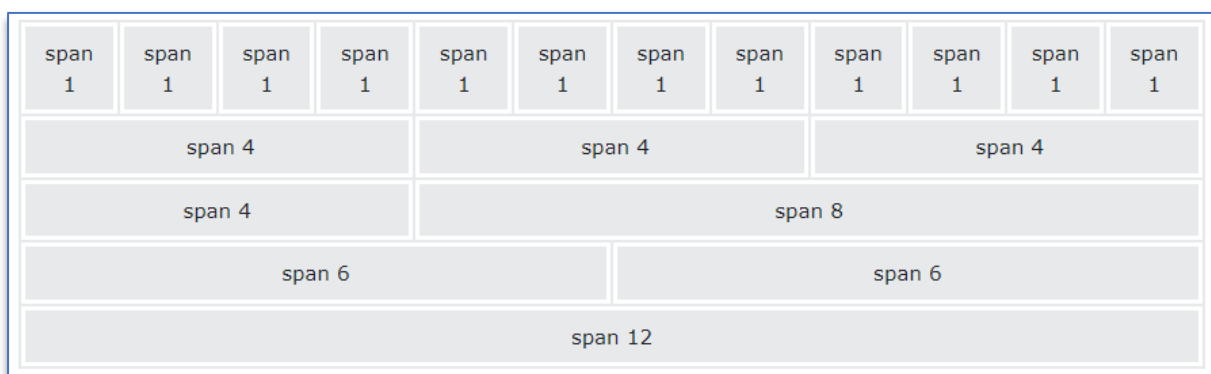 span span span span span span span span span span span span
1 1 1 1 1 1 1 1 1 1 1 1
span 4 span 4 span 4
span 4 span 8
span 6 span 6
span 12